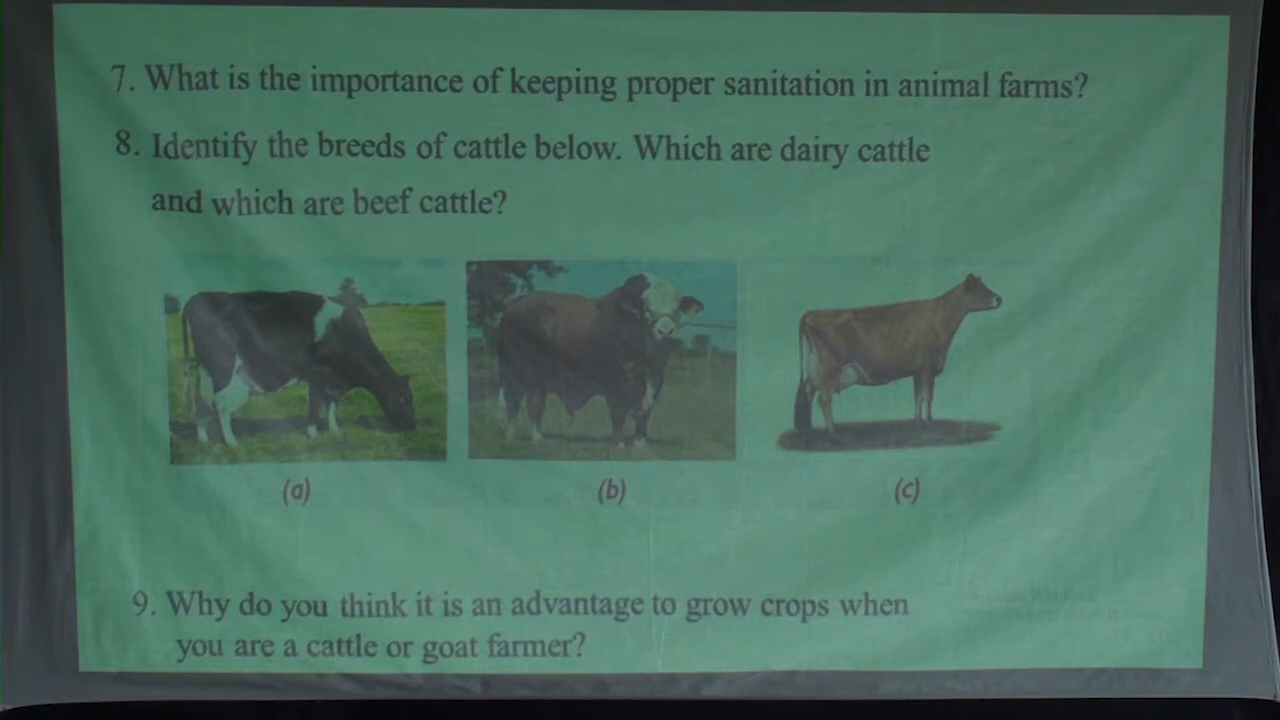 7. What is the importance of keeping proper sanitation in animal farms?
8. Identify the breeds of cattle below. Which are dairy cattle
and which are beef cattle?
(a) (b) (c)
9. Why do you think it is an advantage to grow crops when
you are a cattle or goat farmer?